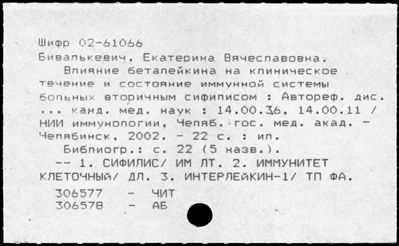 Шифр 02-61066
Бивалькевич, Екатерина Вячеславовна.
Влияние беталейкина на клиническое
течение и состояние иммунной системы
больных вторичным сифилисом : Автореф. дис.
... канд. мед. наук : 14.00.36, 14.00.11 /
НИИ иммунологии, Челяб. гос. мед. акад. -
Челябинск, 2002. - 22 с. : ил.
Библиогр.: с. 22 (5 назв.).
-- 1. СИФИЛИС/ ИМ ЛТ. 2. ИММУНИТЕТ
КЛЕТОЧНЫЙ/ ДЛ. 3. ИНТЕРЛЕЙКИН-1/ ТП ФА.
306577 - ЧИТ
306578 - АБ